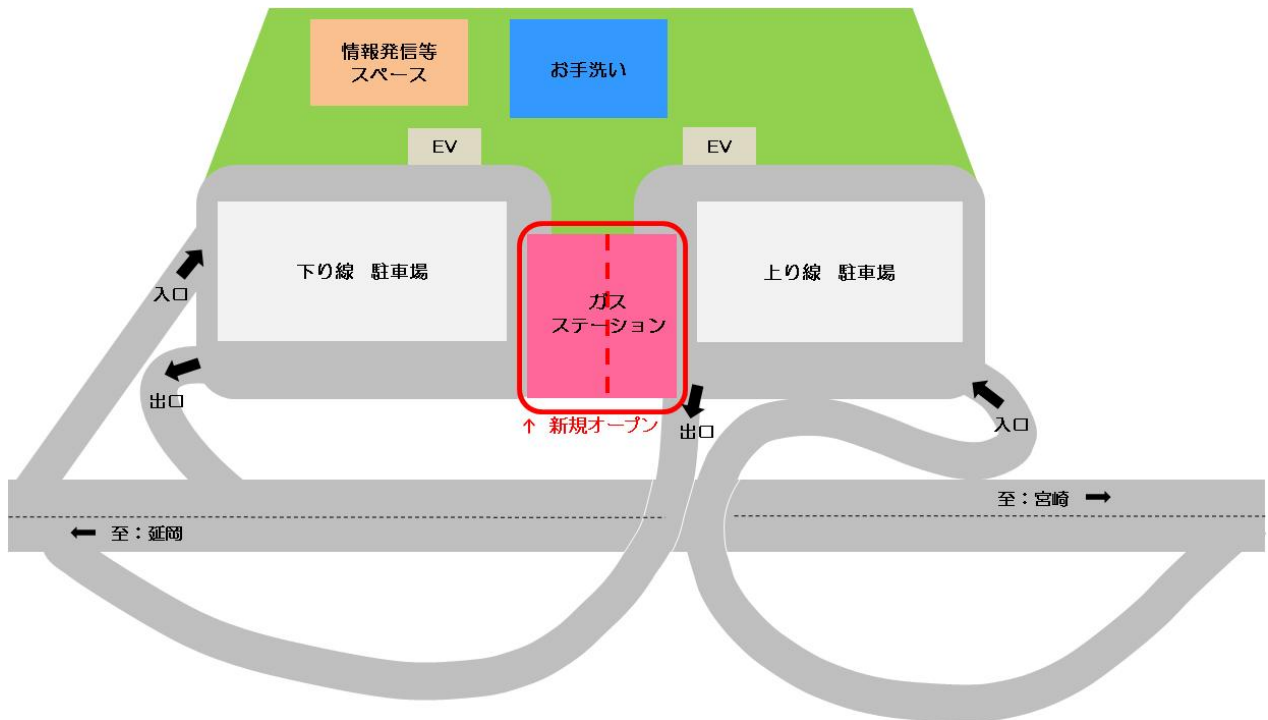 情報発信等
スペース
お手洗い
EV
EV
下り線 駐車場
上り線 駐車場
ガス
ステーション
入口
出口
↑ 新規オープン
出口
入口
至：宮崎 ➡
⬅ 至：延岡